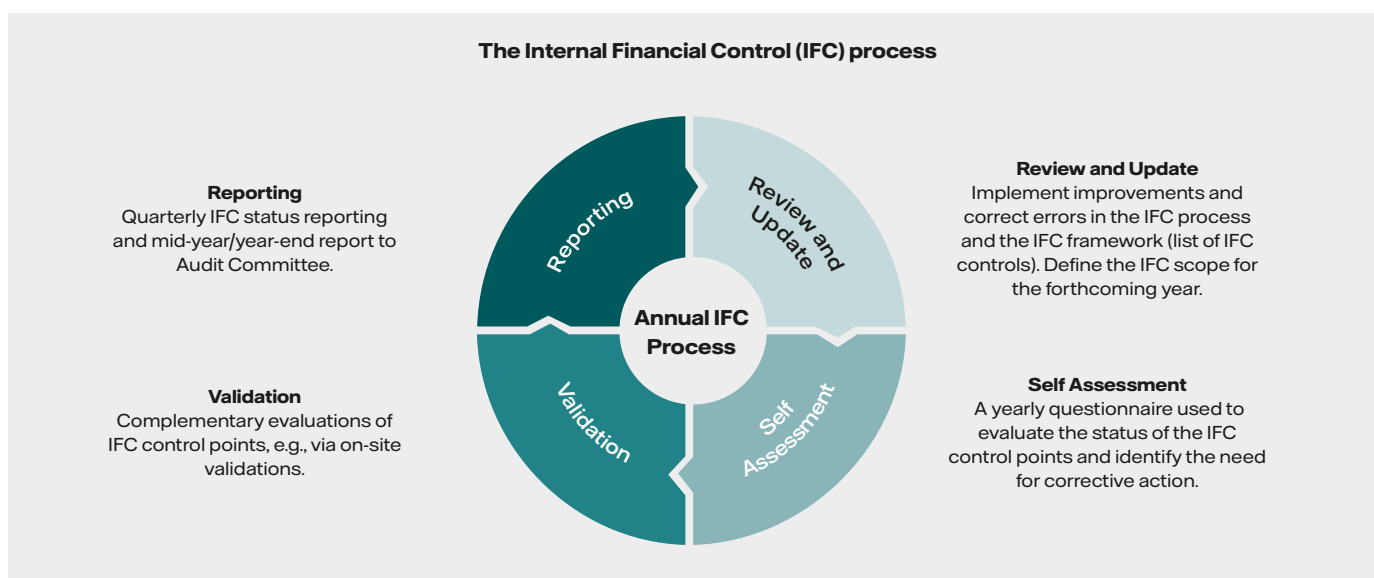 The Internal Financial Control (IFC) process
Reporting
Quarterly IFC status reporting
and mid-year/year-end report to
Audit Committee.
Validation
Complementary evaluations of
IFC control points, e.g., via on-site
validations.
Reporting
Review and
Update
Annual IFC
Process
Validation
Self
Assessment
Review and Update
Implement improvements and
correct errors in the IFC process
and the IFC framework (list of IFC
controls). Define the IFC scope for
the forthcoming year.
Self Assessment
A yearly questionnaire used to
evaluate the status of the IFC
control points and identify the need
for corrective action.